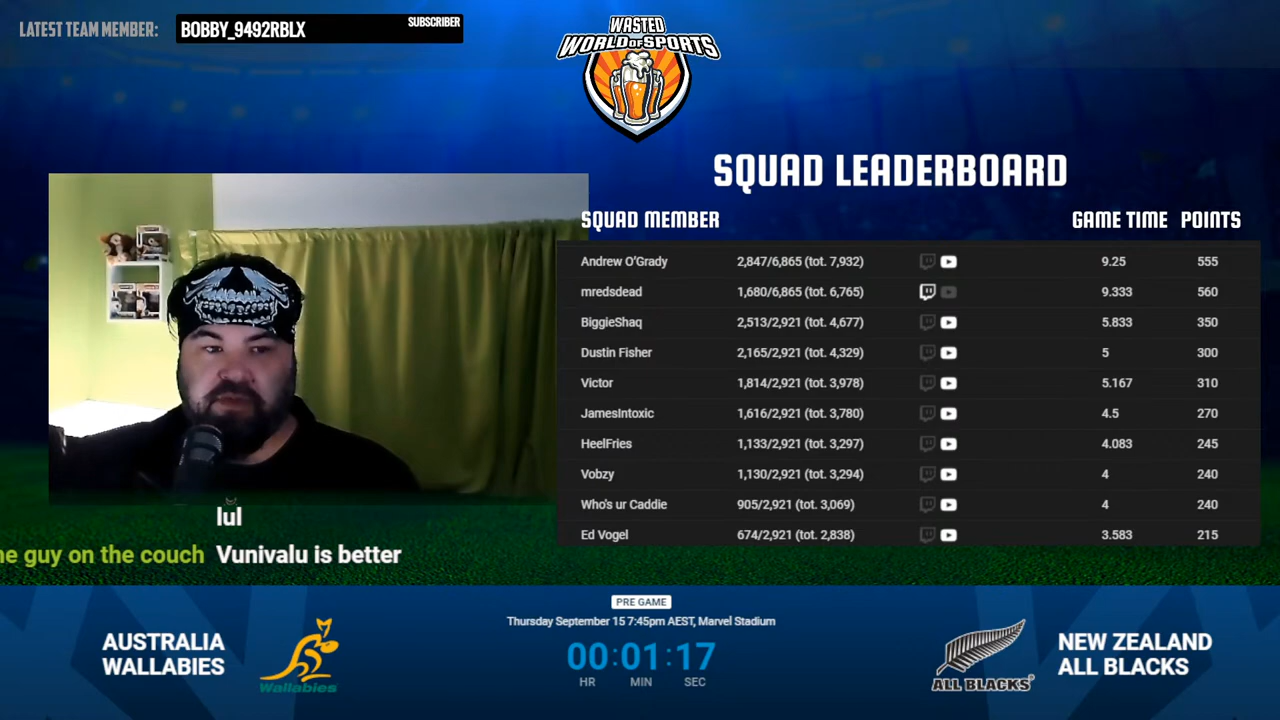 LATEST TEAM MEMBER:
BOBBY_9492RBLX
SUBSCRIBER
WASTED
WORLD OF SPORTS
SQUAD LEADERBOARD
SQUAD MEMBER GAME TIME POINTS
Andrew O'Grady 2,847/6,865 (tot. 7,932) 9.25 555
mredsdead 1,680/6,865 (tot. 6,765) 9.333 560
BiggieShaq 2,513/2,921 (tot. 4,677) 5.833 350
Dustin Fisher 2,165/2,921 (tot. 4,329) 5 300
Victor 1,814/2,921 (tot. 3,978) 5.167 310
JamesIntoxic 1,616/2,921 (tot. 3,780) 4.5 270
HeelFries 1,133/2,921 (tot. 3,297) 4.083 245
Vobzy 1,130/2,921 (tot. 3,294) 4 240
Who's ur Caddie 905/2,921 (tot. 3,069) 4 240
Ed Vogel 674/2,921 (tot. 2,838) 3.583 215
lul
guy on the couch Vunivalu is better
PRE GAME
Thursday September 15 7:45pm AEST, Marvel Stadium
00:01:17
HR MIN SEC
AUSTRALIA
WALLABIES
Wallabies
ALL BLACKS
NEW ZEALAND
ALL BLACKS